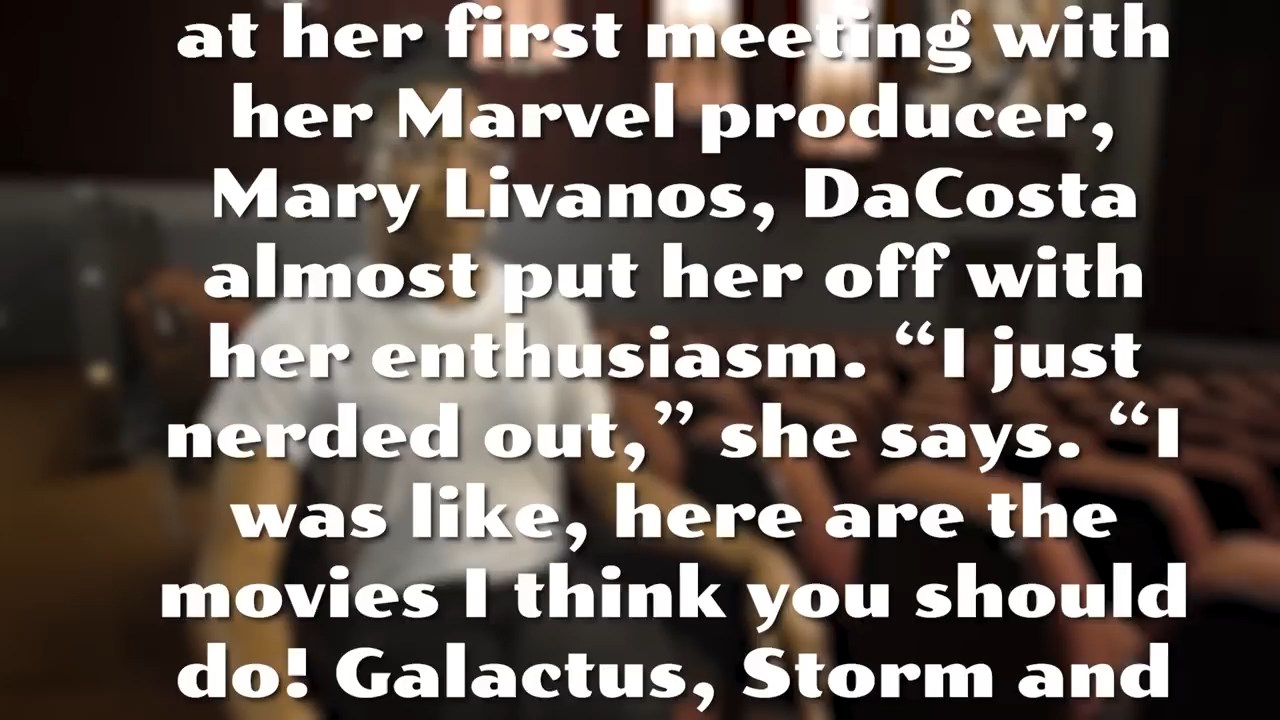 at her first meeting with
her Marvel producer,
Mary Livanos, DaCosta
almost put her off with
her enthusiasm. “I just
nerded out,” she says. “I
was like, here are the
movies I think you should
do! Galactus, Storm and